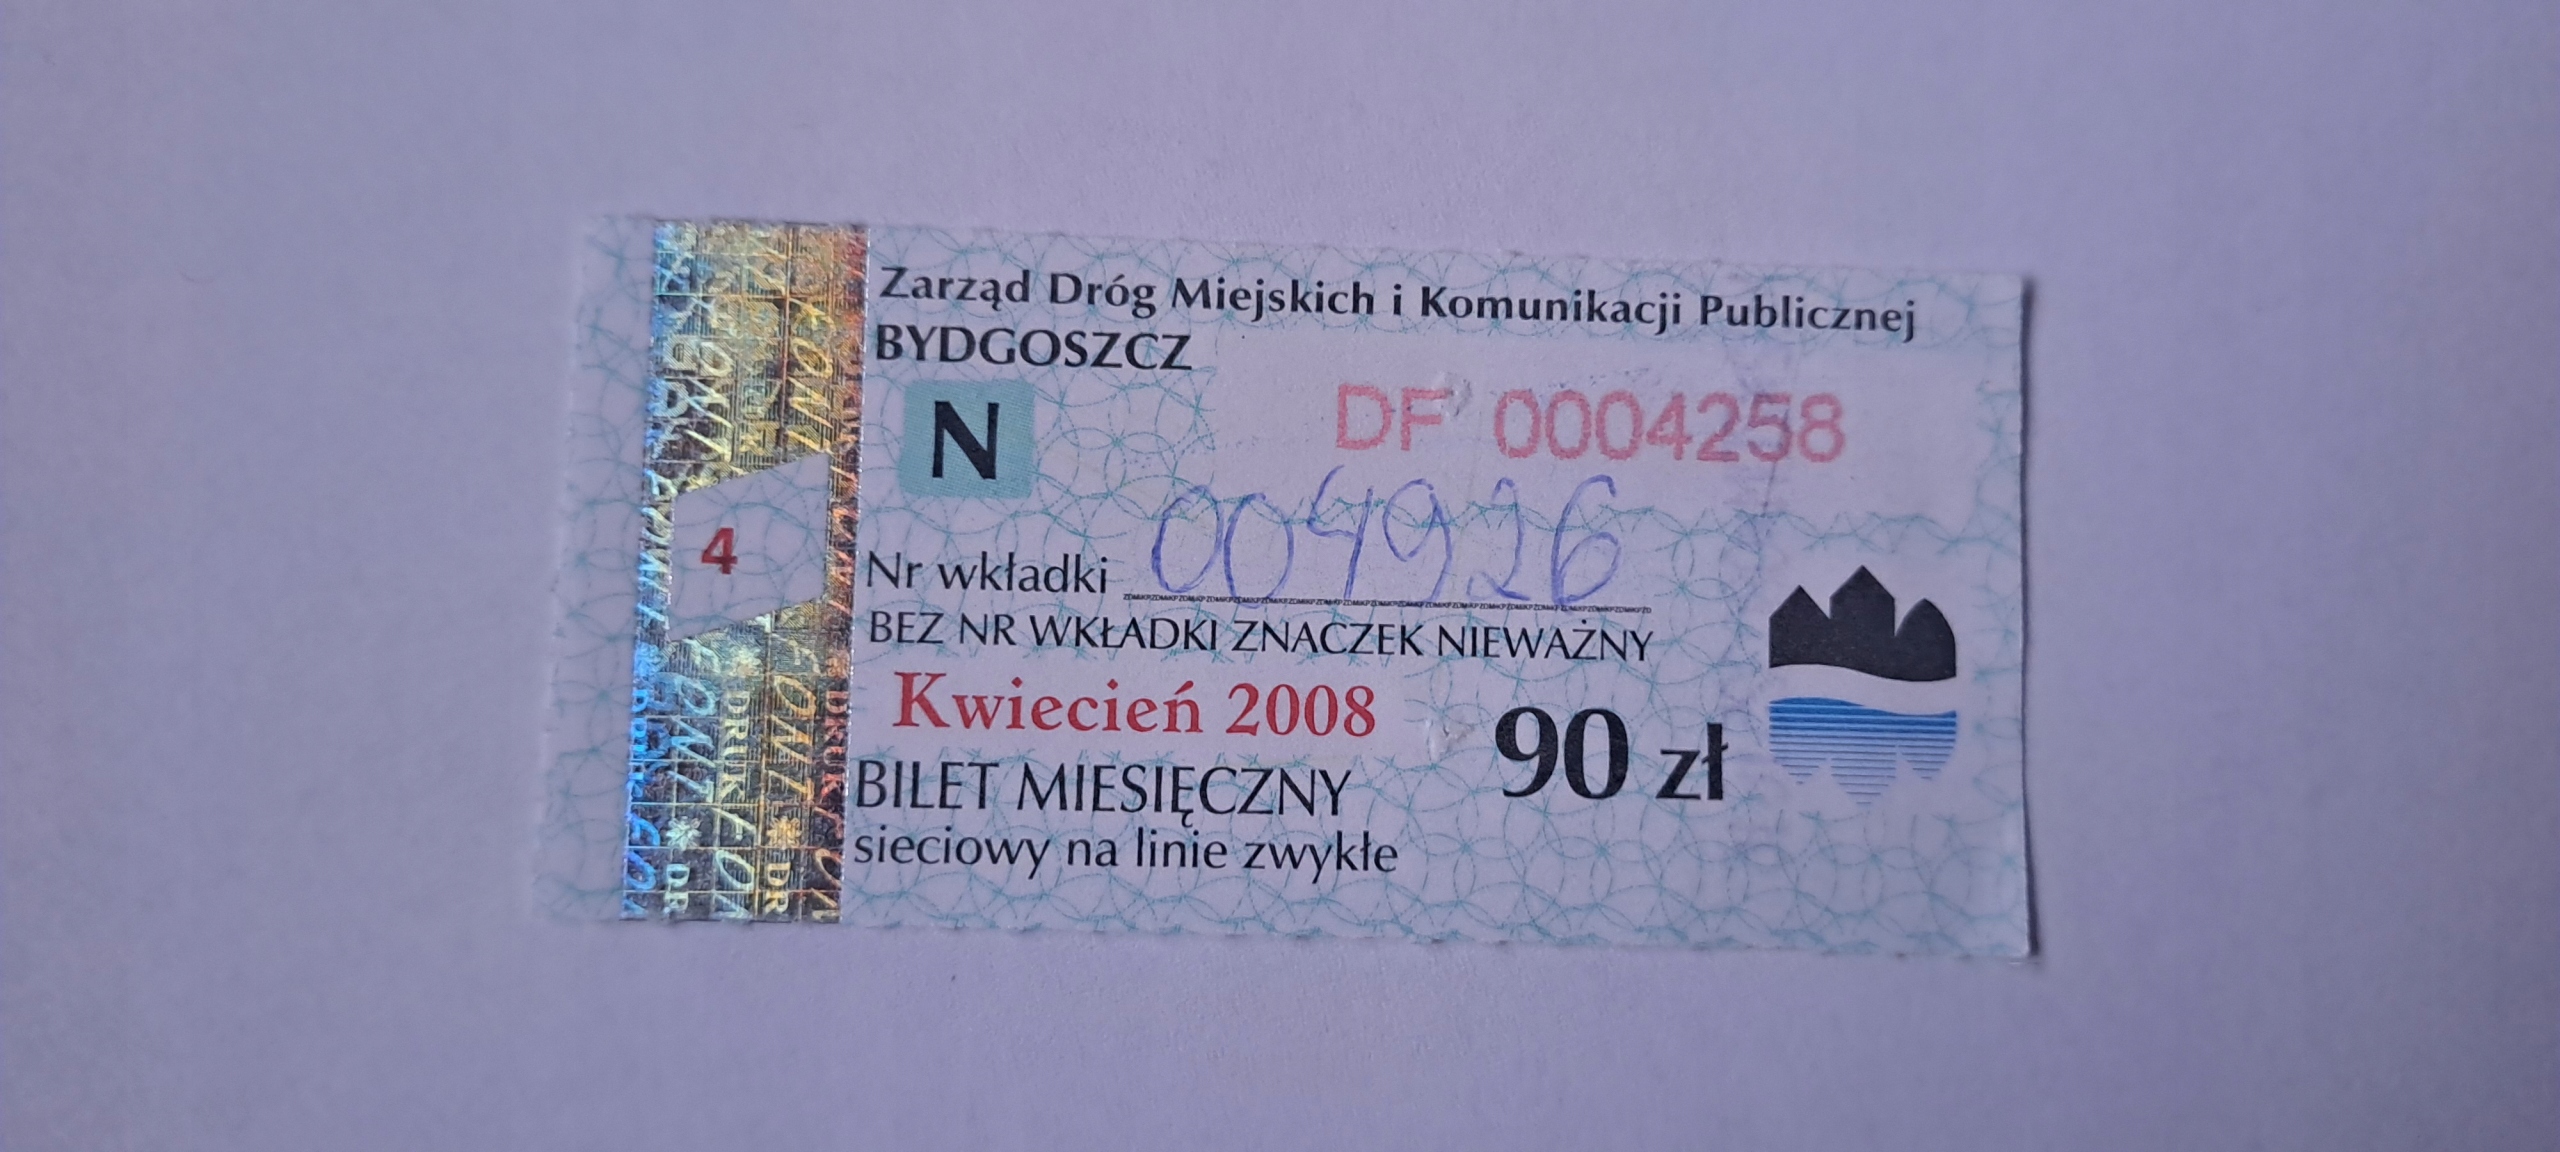 Zarząd Dróg Miejskich i Komunikacji Publicznej
BYDGOSZCZ
N
DF 0004258
4
Nr wkładki 004926
BEZ NR WKŁADKI ZNACZEK NIEWAŻNY
Kwiecień 2008
90 zł
BILET MIESIĘCZNY
sieciowy na linie zwykłe